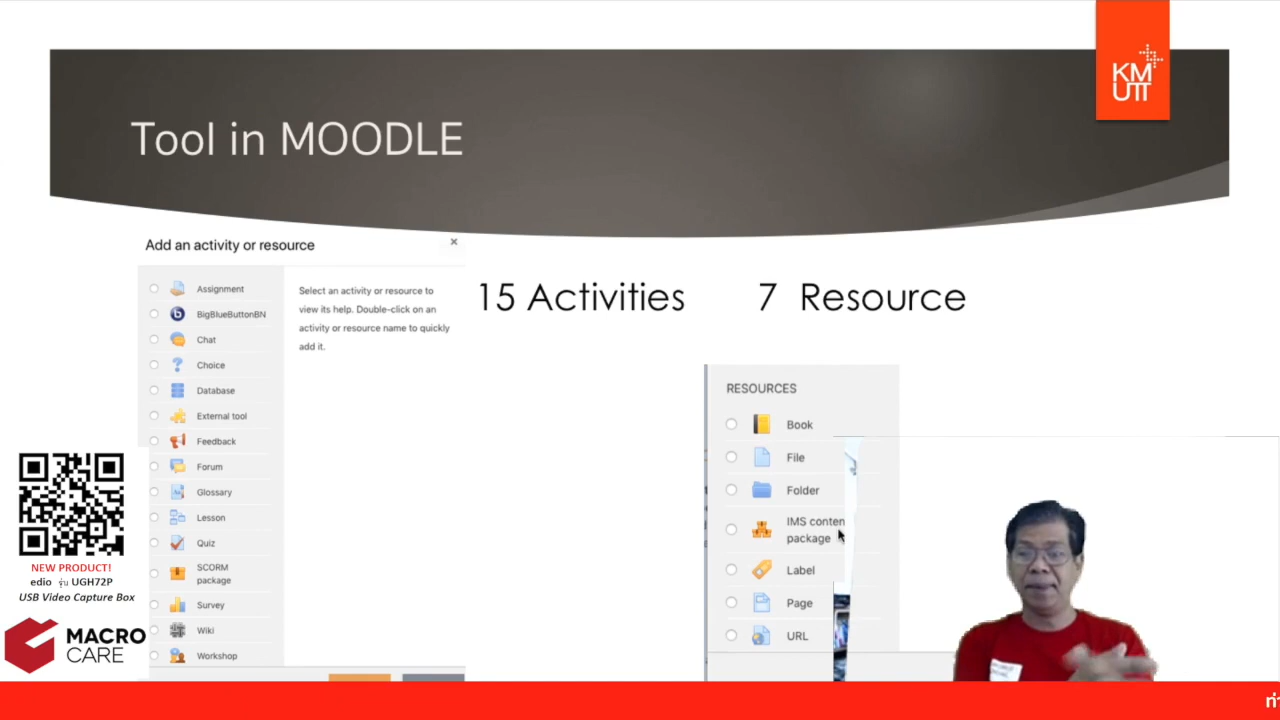 KM
UTT
Tool in MOODLE
Add an activity or resource
×
Assignment
BigBlueButtonBN
Chat
Choice
Database
External tool
Feedback
Forum
Glossary
Lesson
Quiz
SCORM
package
Survey
Wiki
Workshop
Select an activity or resource to
view its help. Double-click on an
activity or resource name to quickly
add it.
15 Activities
7 Resource
RESOURCES
Book
File
Folder
IMS conten
package
Label
Page
URL
NEW PRODUCT!
edio รุ่น UGH72P
USB Video Capture Box
MACRO
CARE